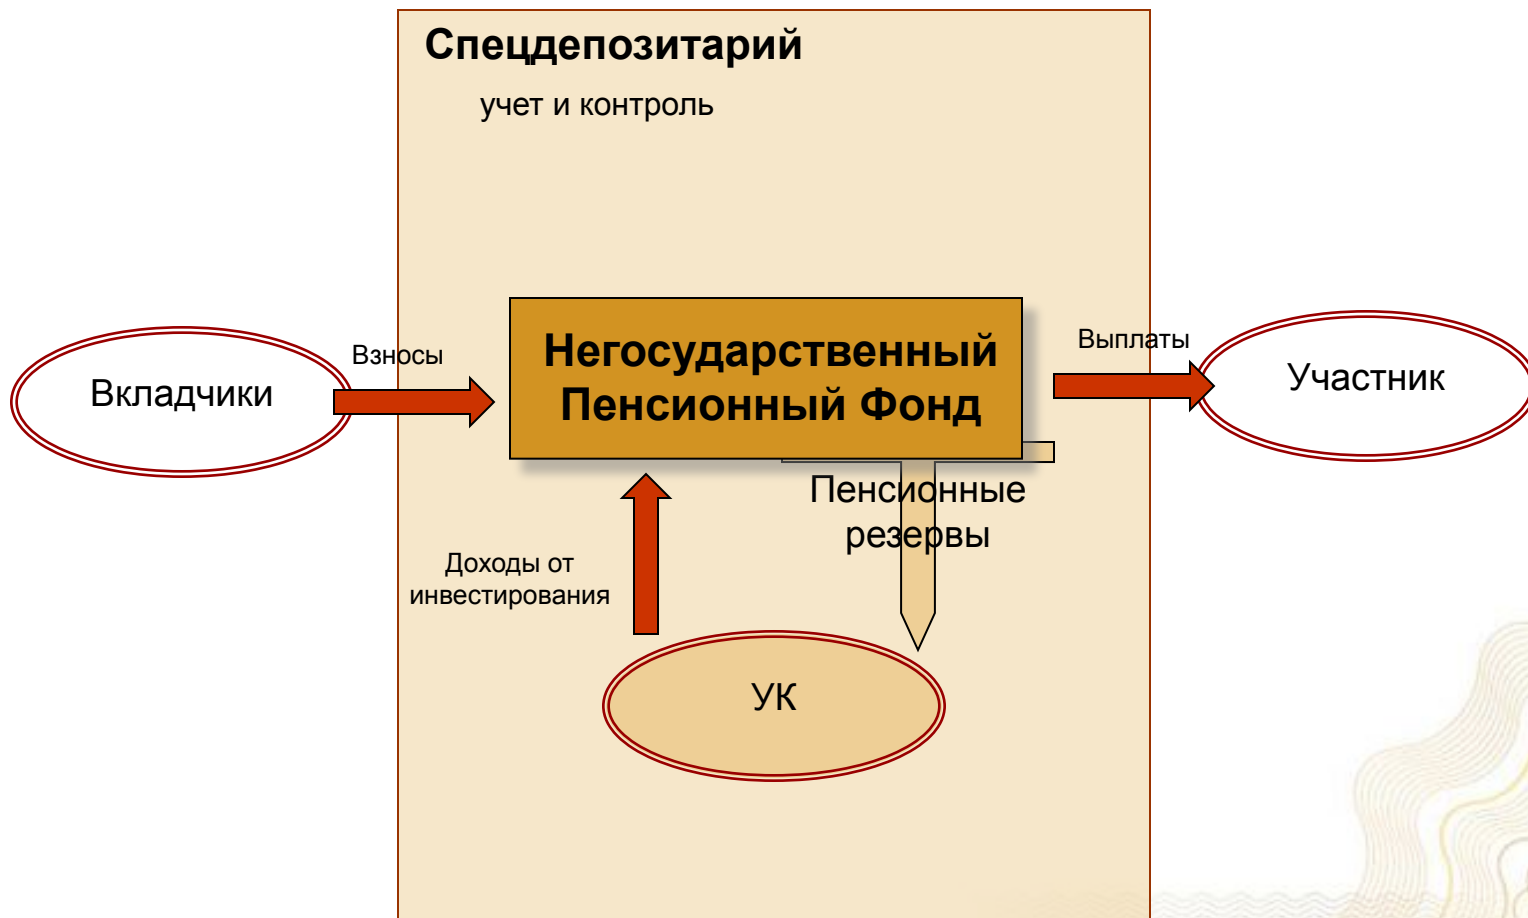 Спецдепозитарий
учет и контроль
Вкладчики
Взносы
Негосударственный
Пенсионный Фонд
Выплаты
Участник
Пенсионные
резервы
Доходы от
инвестирования
УК